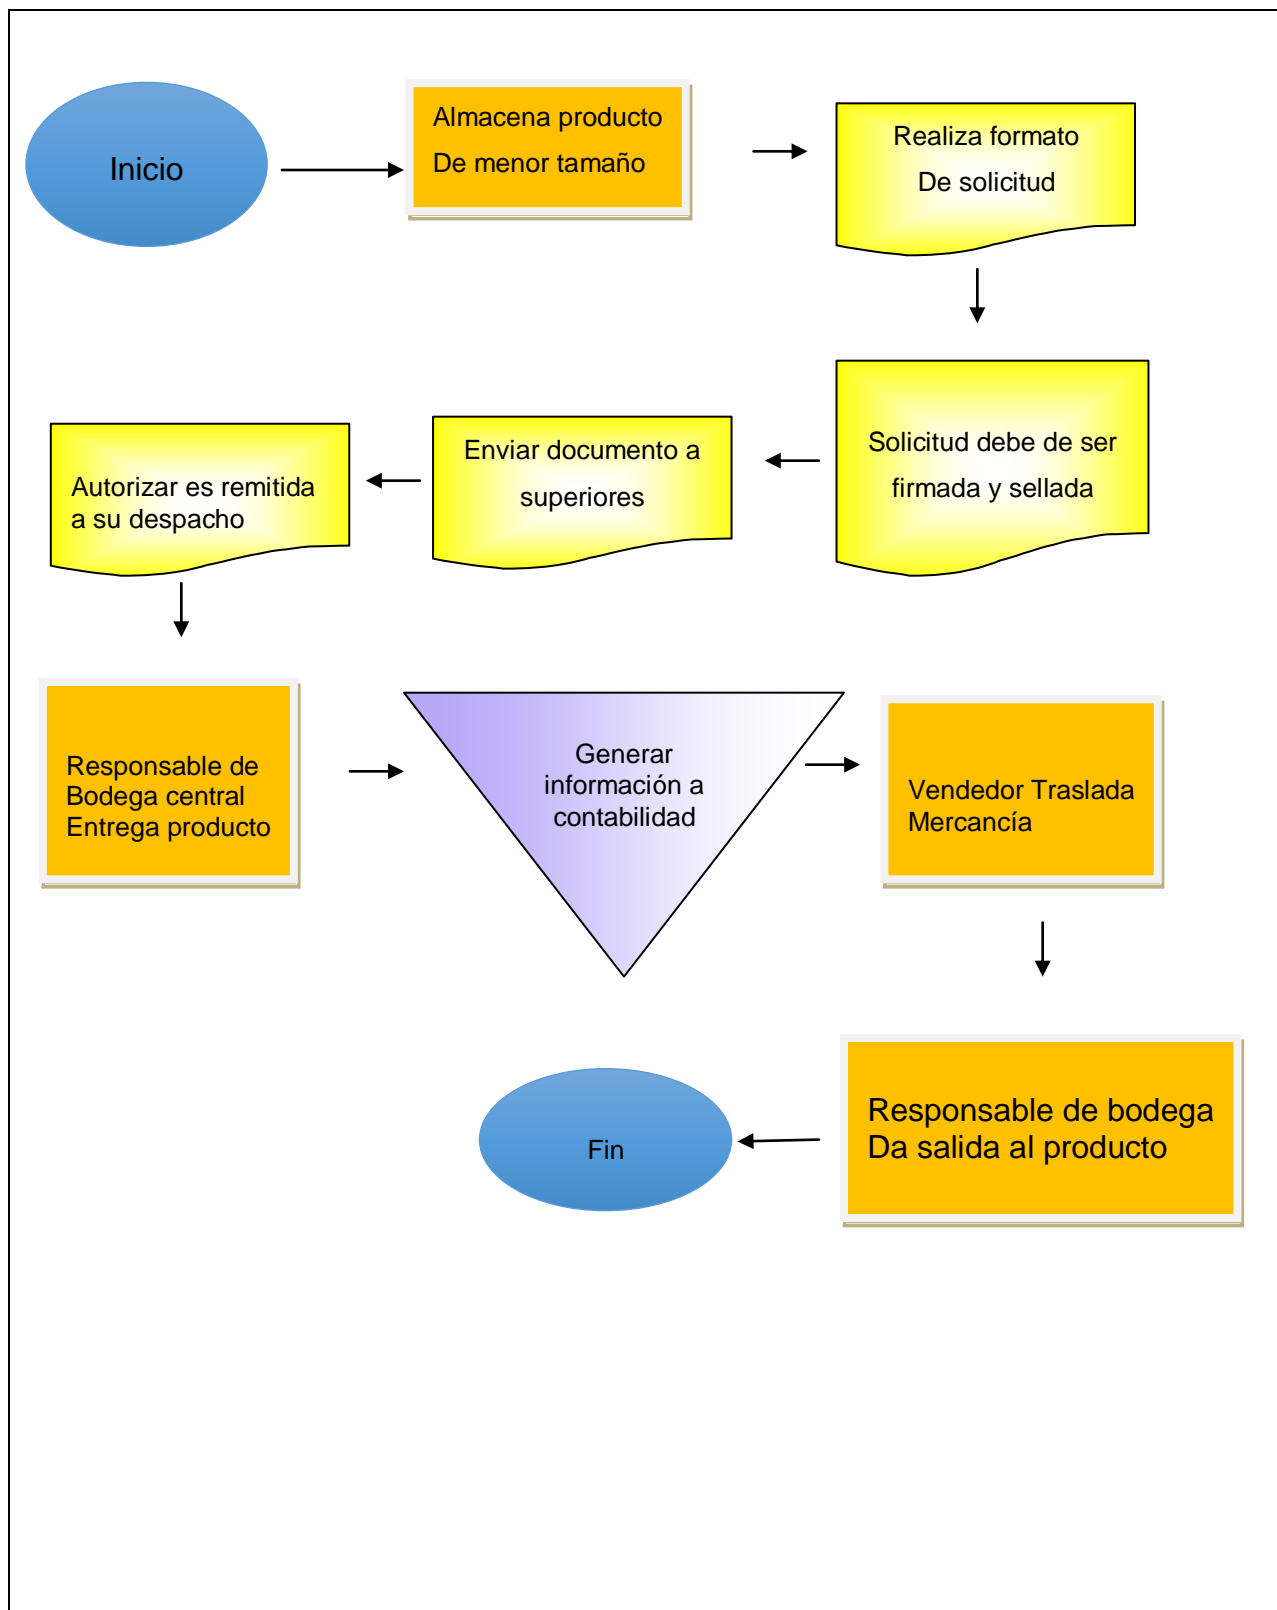 Inicio
Almacena producto
De menor tamaño
Realiza formato
De solicitud
Solicitud debe de ser
firmada y sellada
Enviar documento a
superiores
Autorizar es remitida
a su despacho
Responsable de
Bodega central
Entrega producto
Generar
información a
contabilidad
Vendedor Traslada
Mercancía
Responsable de bodega
Da salida al producto
Fin